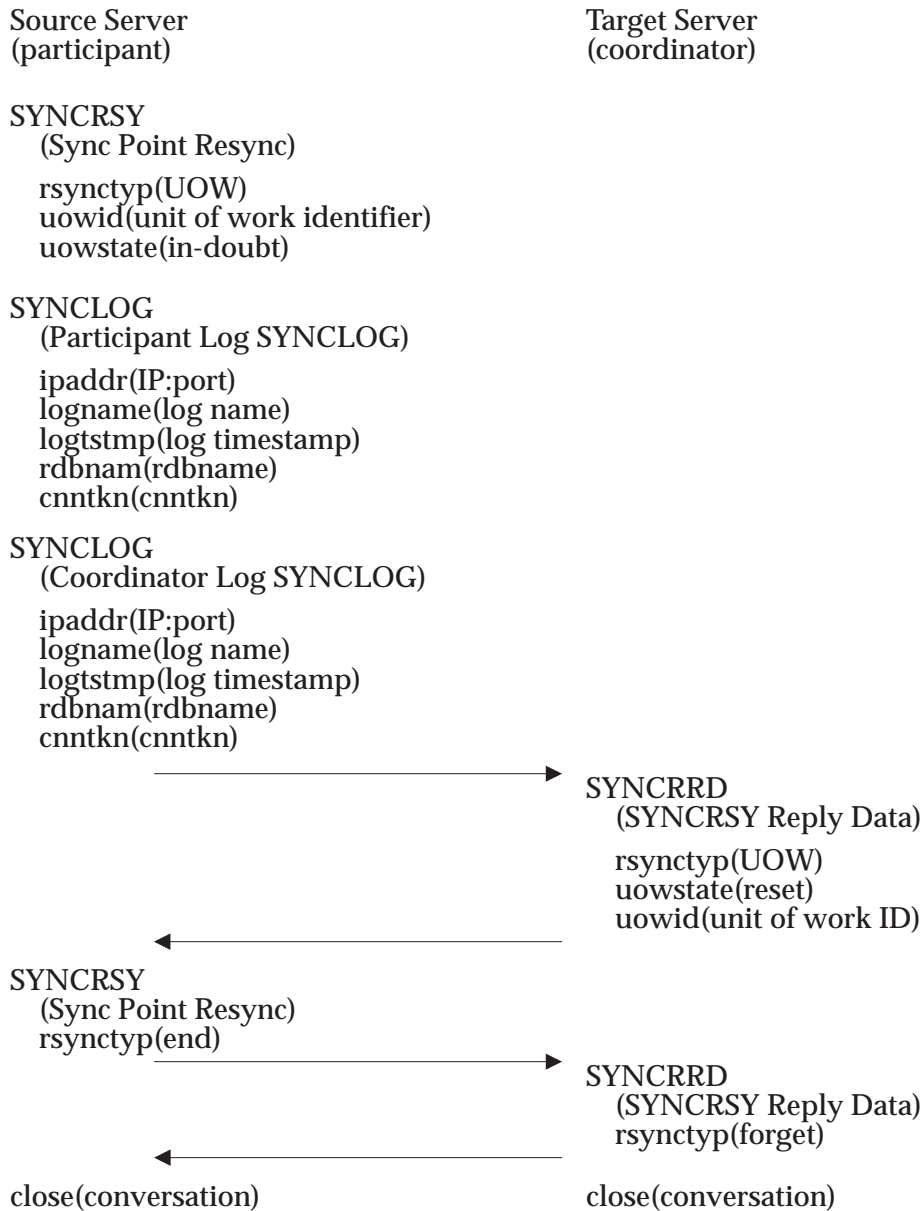 Source Server
(participant)
Target Server
(coordinator)
SYNCRSY
(Sync Point Resync)
rsynctyp(UOW)
uowid(unit of work identifier)
uowstate(in-doubt)
SYNCLOG
(Participant Log SYNCLOG)
ipaddr(IP:port)
logname(log name)
logtstmp(log timestamp)
rdbnam(rdbname)
cnntkn(cnntkn)
SYNCLOG
(Coordinator Log SYNCLOG)
ipaddr(IP:port)
logname(log name)
logtstmp(log timestamp)
rdbnam(rdbname)
cnntkn(cnntkn)
SYNCRRD
(SYNCRSY Reply Data)
rsynctyp(UOW)
uowstate(reset)
uowid(unit of work ID)
SYNCRSY
(Sync Point Resync)
rsynctyp(end)
SYNCRRD
(SYNCRSY Reply Data)
rsynctyp(forget)
close(conversation)
close(conversation)